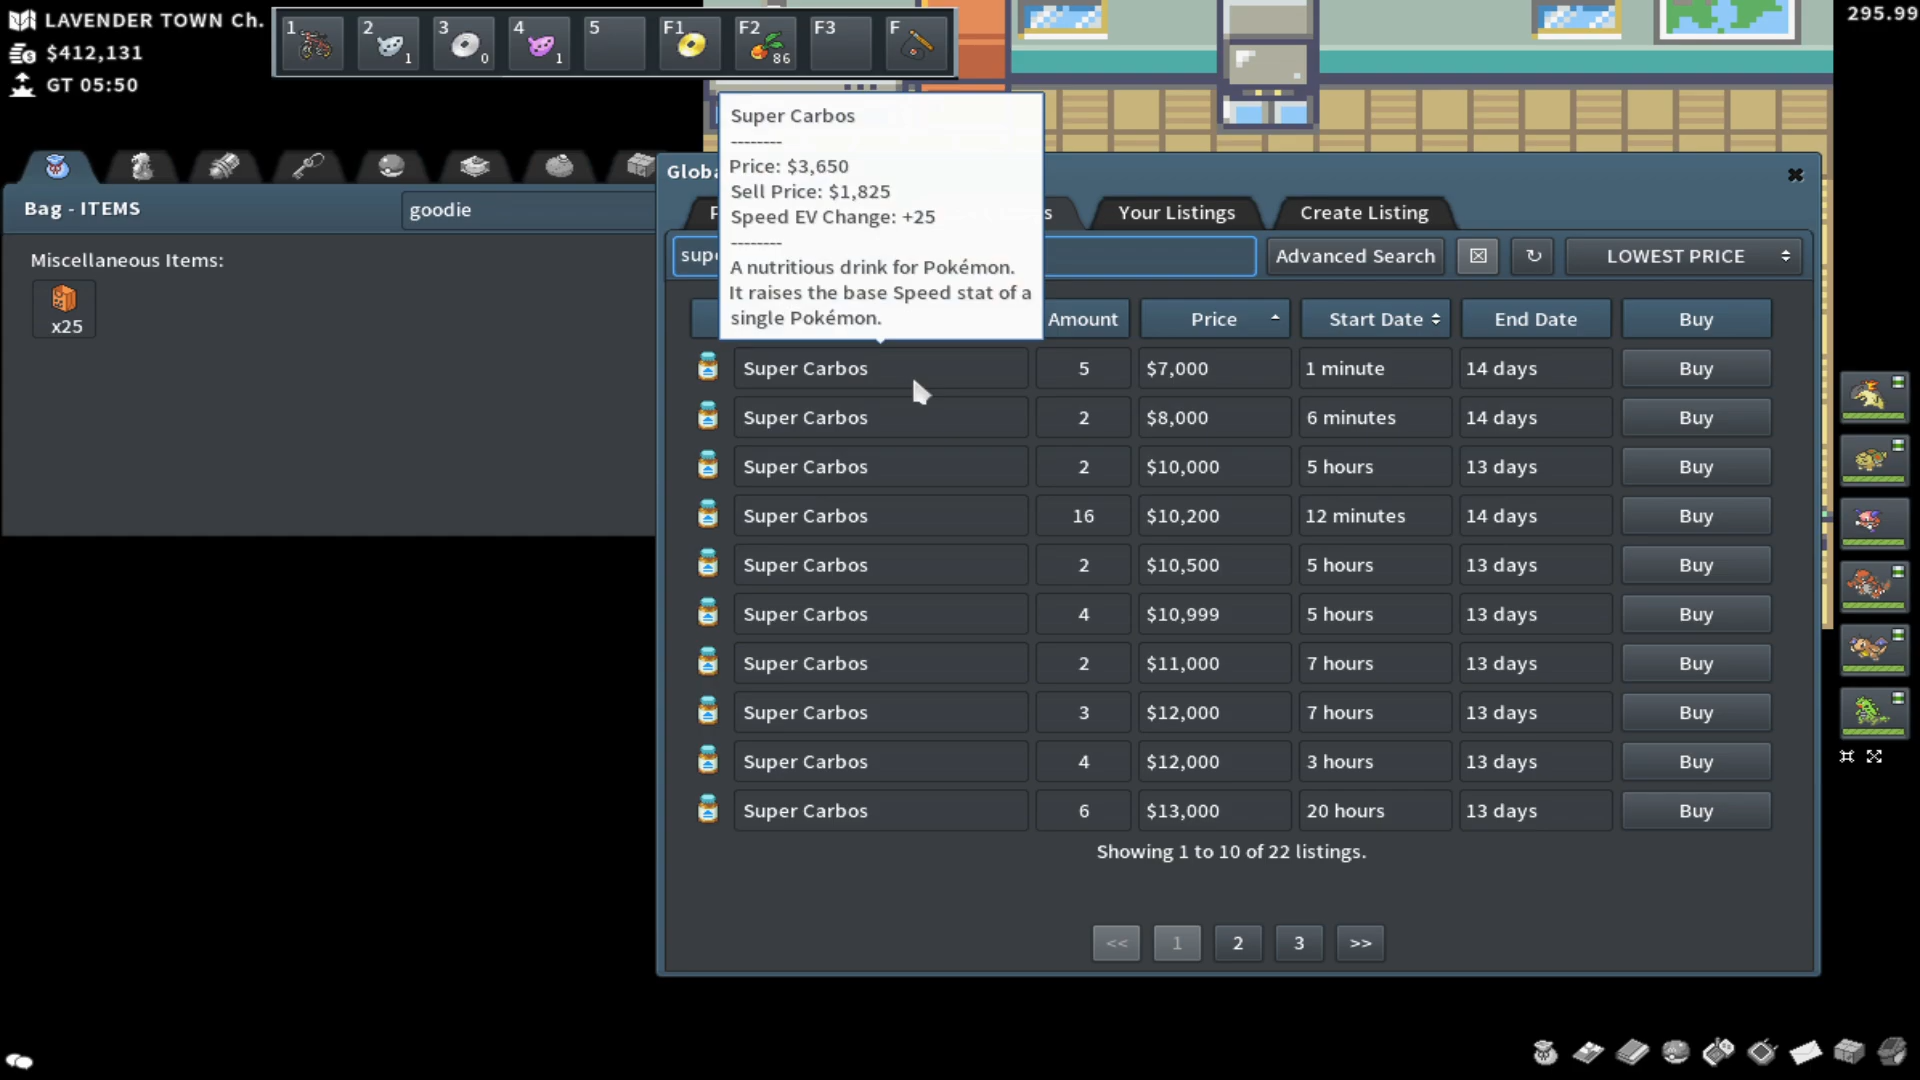 LAVENDER TOWN Ch.
$412,131
GT 05:50
1
2
1
3
0
4
1
5
F1
F2
86
F3
F
295.99
Super Carbos
--------
Price: $3,650
Sell Price: $1,825
Speed EV Change: +25
--------
A nutritious drink for Pokémon.
It raises the base Speed stat of a
single Pokémon.
Bag - ITEMS
goodie
Miscellaneous Items:
x25
Your Listings
Create Listing
Advanced Search
LOWEST PRICE
Amount
Price
Start Date
End Date
Buy
Super Carbos 5 $7,000 1 minute 14 days Buy
Super Carbos 2 $8,000 6 minutes 14 days Buy
Super Carbos 2 $10,000 5 hours 13 days Buy
Super Carbos 16 $10,200 12 minutes 14 days Buy
Super Carbos 2 $10,500 5 hours 13 days Buy
Super Carbos 4 $10,999 5 hours 13 days Buy
Super Carbos 2 $11,000 7 hours 13 days Buy
Super Carbos 3 $12,000 7 hours 13 days Buy
Super Carbos 4 $12,000 3 hours 13 days Buy
Super Carbos 6 $13,000 20 hours 13 days Buy
Showing 1 to 10 of 22 listings.
<< 1 2 3 >>